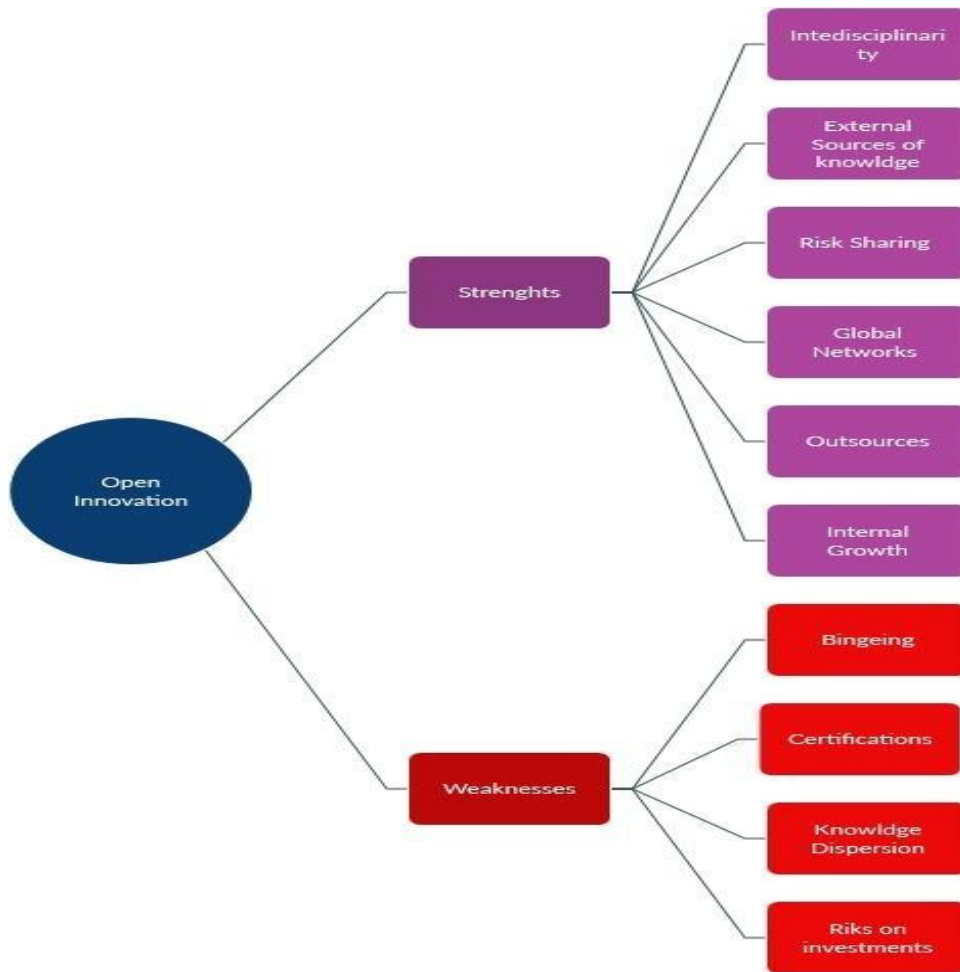 Intedisciplinari
ty
External
Sources of
knowldge
Risk Sharing
Strenghts
Global
Networks
Outsources
Open
Innovation
Internal
Growth
Bingeing
Certifications
Weaknesses
Knowldge
Dispersion
Riks on
investments